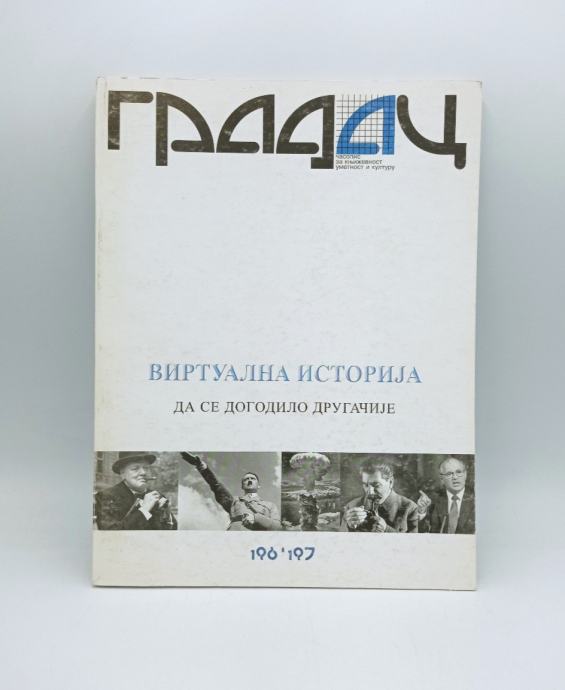 градац
часопис
за књижевност
уметност и културу
ВИРТУАЛНА ИСТОРИЈА
ДА СЕ ДОГОДИЛО ДРУГАЧИЈЕ
196'197